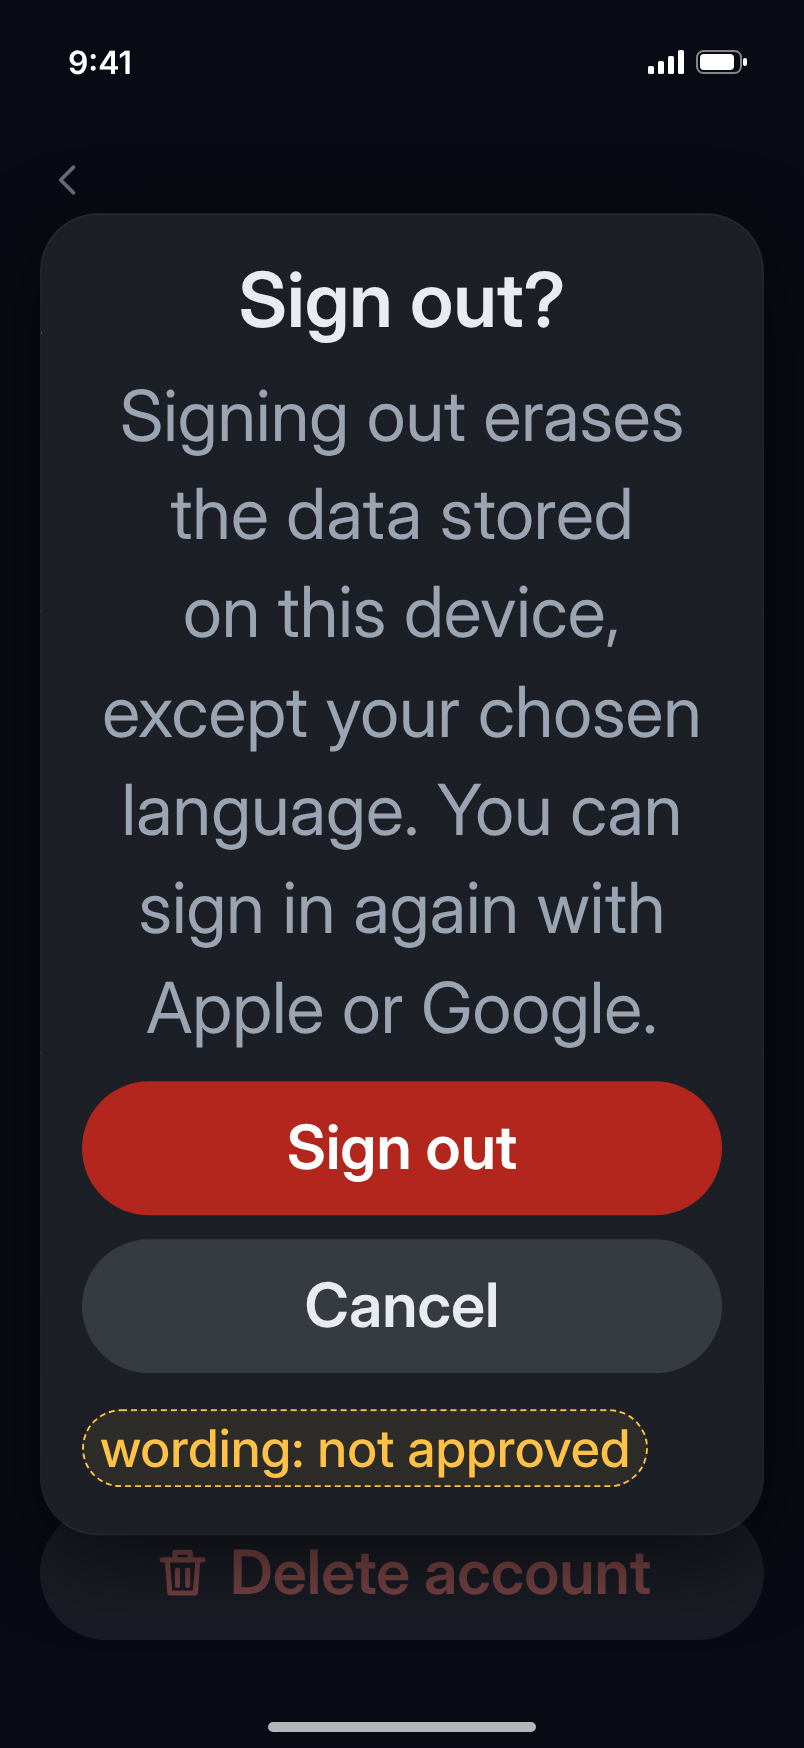 9:41
Sign out?
Signing out erases
the data stored
on this device,
except your chosen
language. You can
sign in again with
Apple or Google.
Sign out
Cancel
wording: not approved
Delete account